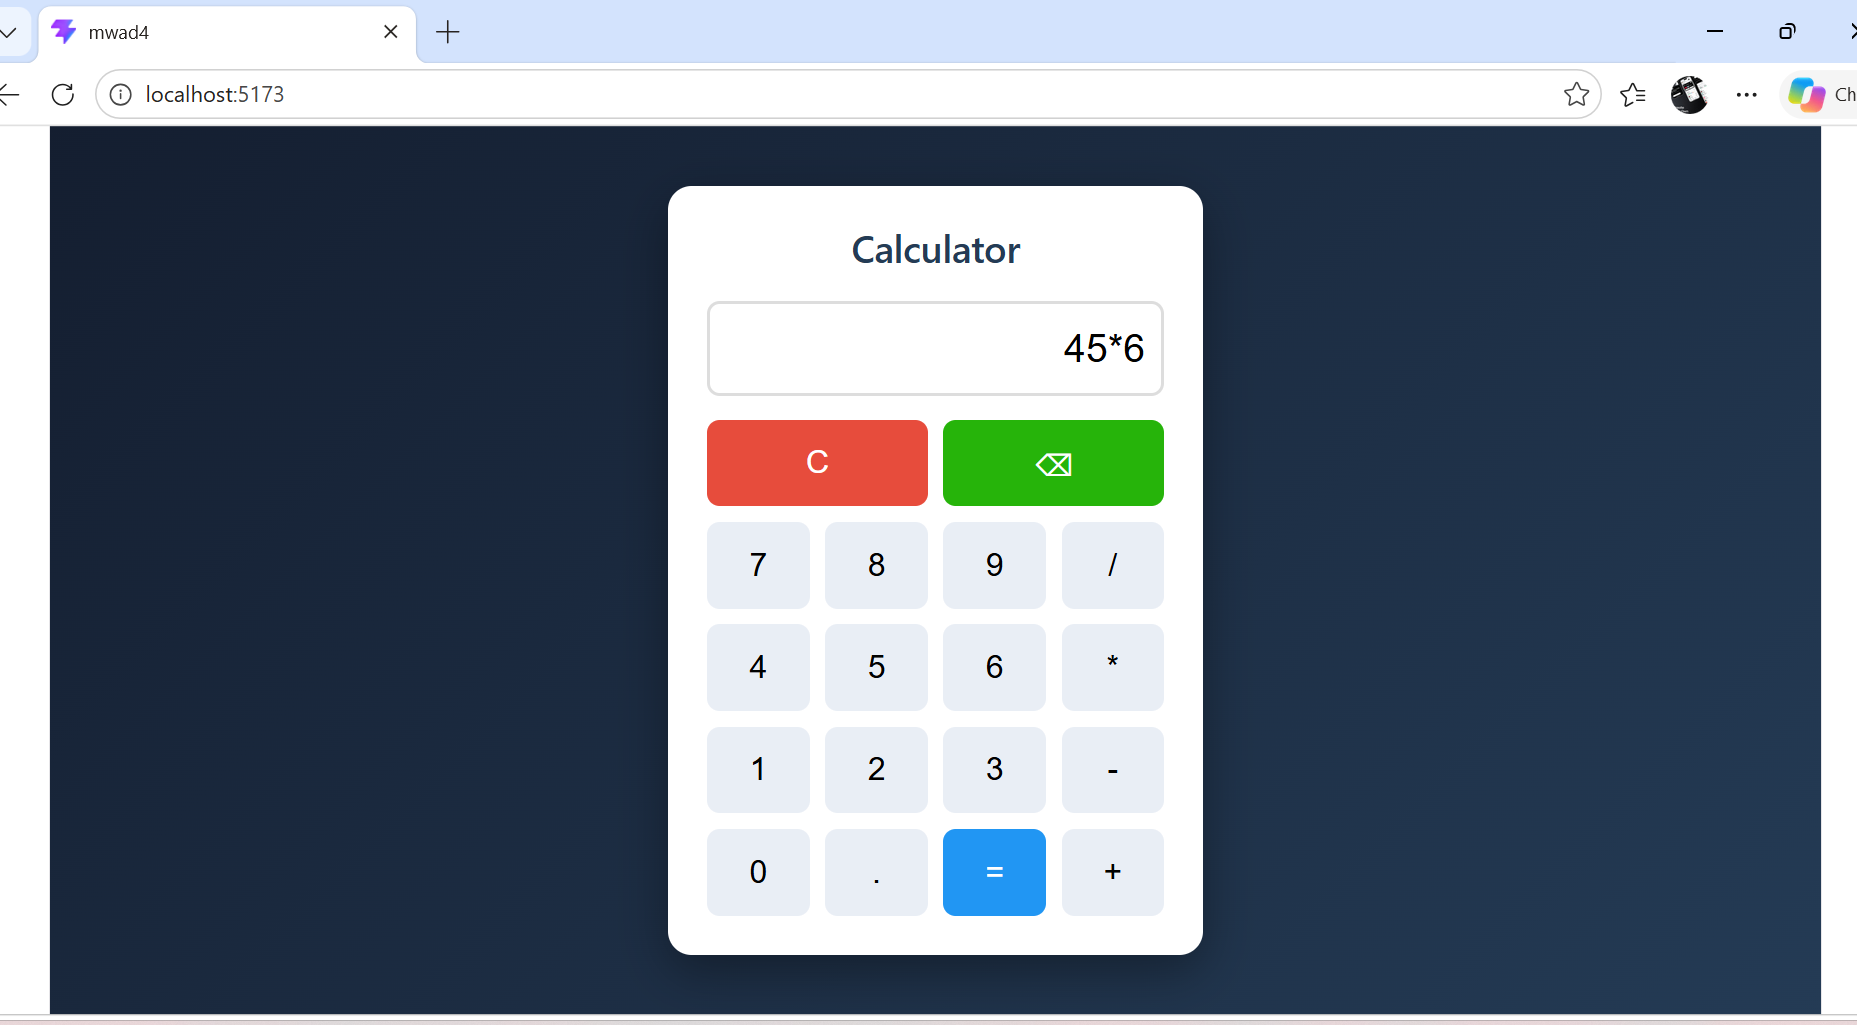 mwad4
localhost:5173
Ch
Calculator
45*6
C ⌫
7 8 9 /
4 5 6 *
1 2 3 -
0 . = +